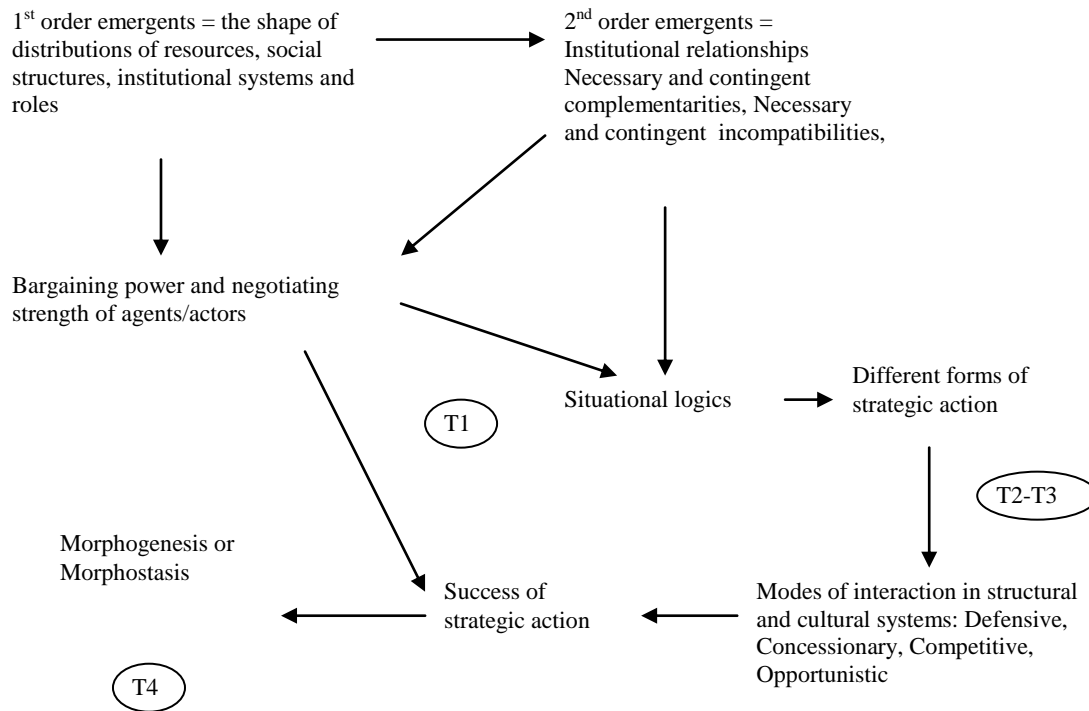 1st order emergents = the shape of
distributions of resources, social
structures, institutional systems and
roles
2nd order emergents =
Institutional relationships
Necessary and contingent
complementarities, Necessary
and contingent incompatibilities,
Bargaining power and negotiating
strength of agents/actors
T1
Situational logics
Different forms of
strategic action
T2-T3
Morphogenesis or
Morphostasis
Success of
strategic action
Modes of interaction in structural
and cultural systems: Defensive,
Concessionary, Competitive,
Opportunistic
T4